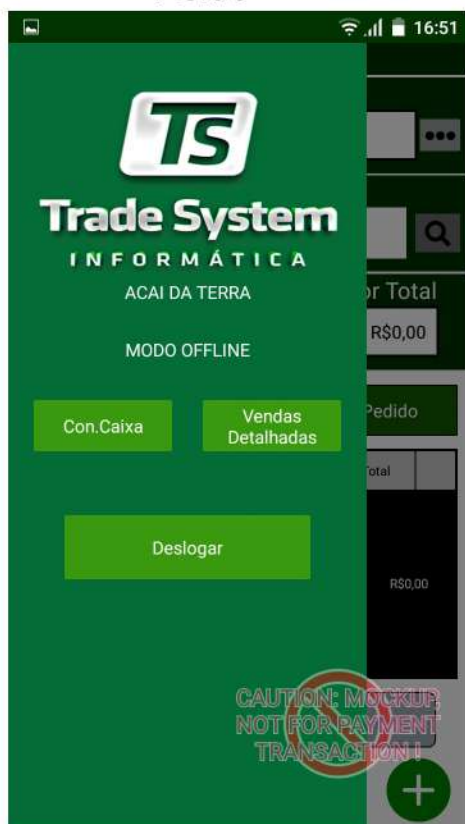 16:51
TS
Trade System
INFORMÁTICA
ACAI DA TERRA
or Total
R$0,00
MODO OFFLINE
Pedido
Con.Caixa
Vendas
Detalhadas
Total
Deslogar
R$0,00
CAUTION: MOCKUP,
NOT FOR PAYMENT
TRANSACTION !